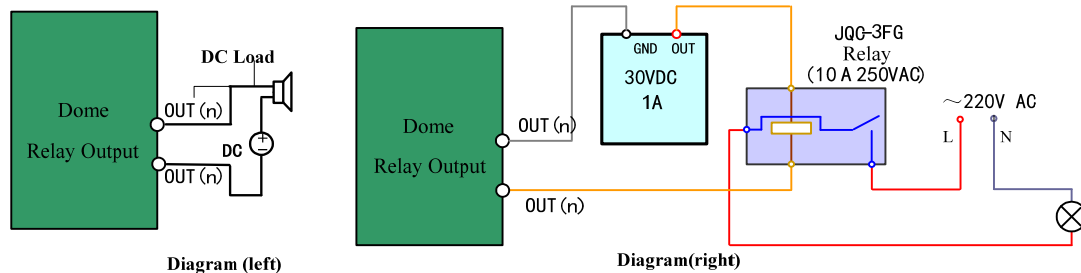 DC Load
OUT(n)
Dome
Relay Output
DC
OUT(n)
Diagram (left)
Dome
Relay Output
OUT(n)
OUT(n)
GND OUT
30VDC
1A
JQC-3FG
Relay
(10A 250VAC)
～220V AC
L N
Diagram(right)